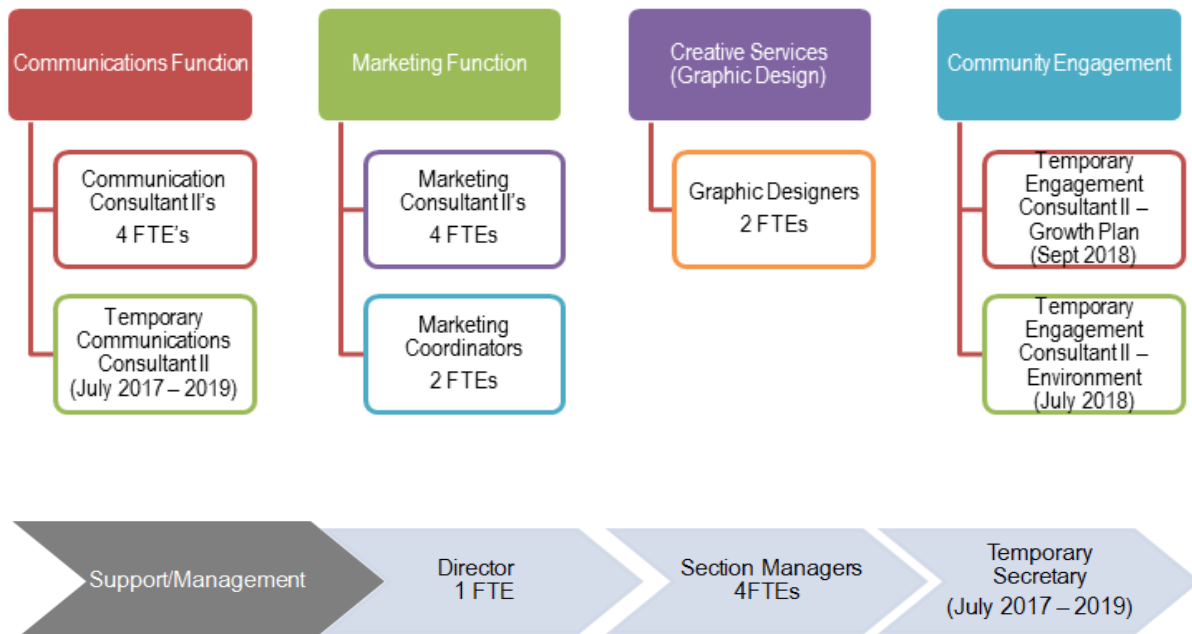 Communications Function
Communication
Consultant II's
4 FTE's
Temporary
Communications
Consultant II
(July 2017 – 2019)
Marketing Function
Marketing
Consultant II's
4 FTEs
Marketing
Coordinators
2 FTEs
Creative Services
(Graphic Design)
Graphic Designers
2 FTEs
Community Engagement
Temporary
Engagement
Consultant II –
Growth Plan
(Sept 2018)
Temporary
Engagement
Consultant II –
Environment
(July 2018)
Support/Management
Director
1 FTE
Section Managers
4FTEs
Temporary
Secretary
(July 2017 – 2019)